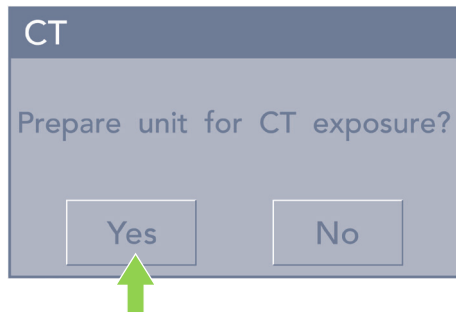 CT
Prepare unit for CT exposure?
Yes No